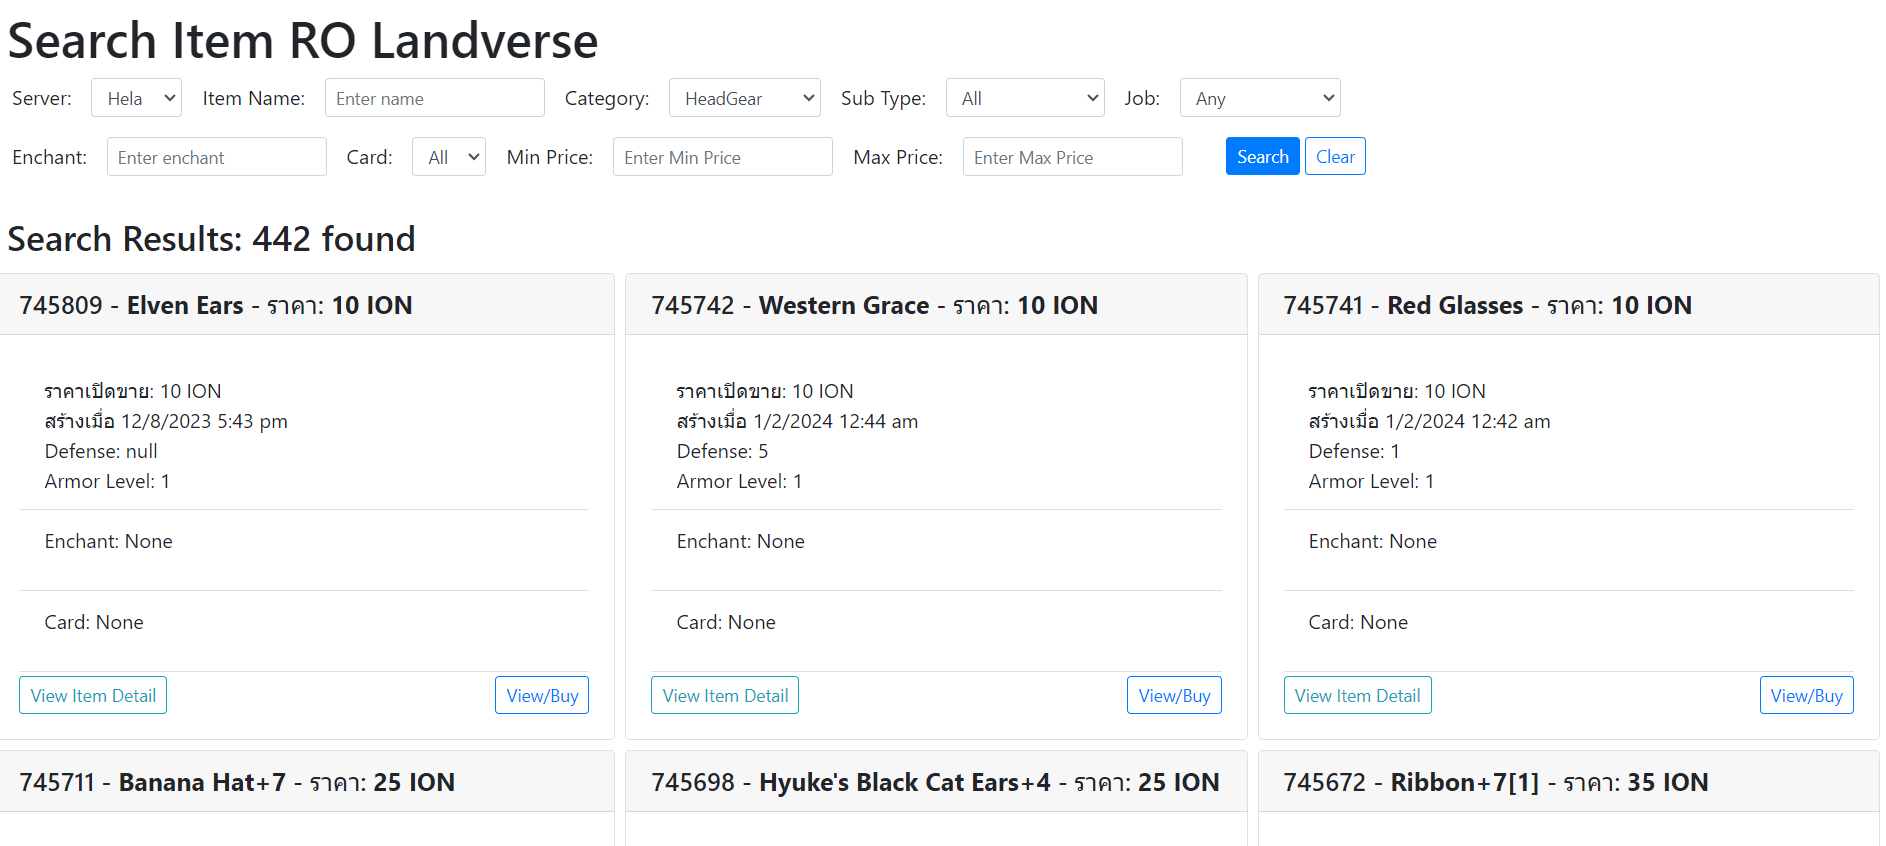 Search Item RO Landverse
Server: Hela Item Name: Enter name Category: HeadGear Sub Type: All Job: Any
Enchant: Enter enchant Card: All Min Price: Enter Min Price Max Price: Enter Max Price Search Clear
Search Results: 442 found
745809 - Elven Ears - ราคา: 10 ION
ราคาเปิดขาย: 10 ION
สร้างเมื่อ 12/8/2023 5:43 pm
Defense: null
Armor Level: 1
Enchant: None
Card: None
View Item Detail View/Buy
745742 - Western Grace - ราคา: 10 ION
ราคาเปิดขาย: 10 ION
สร้างเมื่อ 1/2/2024 12:44 am
Defense: 5
Armor Level: 1
Enchant: None
Card: None
View Item Detail View/Buy
745741 - Red Glasses - ราคา: 10 ION
ราคาเปิดขาย: 10 ION
สร้างเมื่อ 1/2/2024 12:42 am
Defense: 1
Armor Level: 1
Enchant: None
Card: None
View Item Detail View/Buy
745711 - Banana Hat+7 - ราคา: 25 ION
745698 - Hyuke's Black Cat Ears+4 - ราคา: 25 ION
745672 - Ribbon+7[1] - ราคา: 35 ION